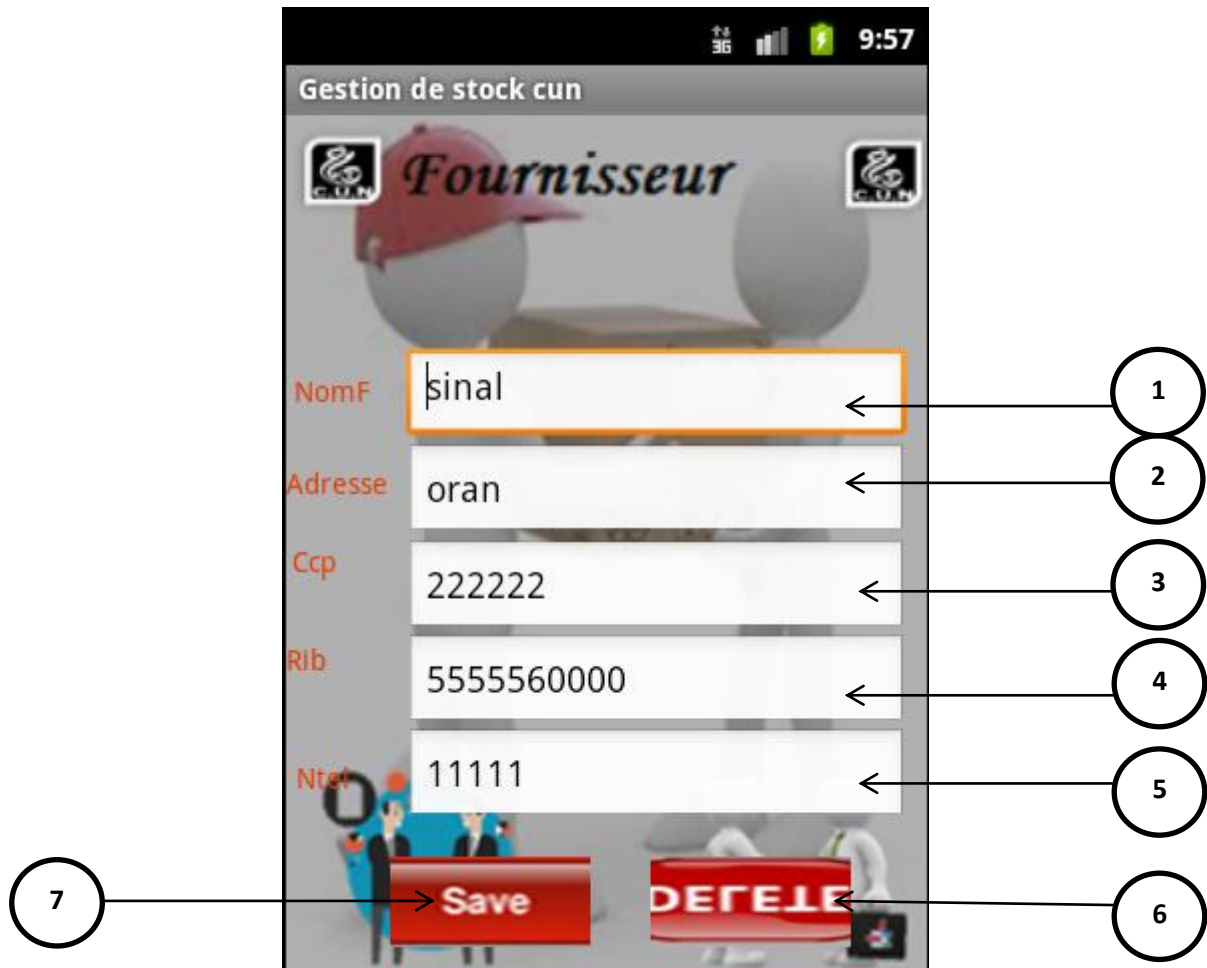 3G 9:57
Gestion de stock cun
C.U.N Fournisseur C.U.N
NomF sinal 1
Adresse oran 2
Ccp 222222 3
Rib 5555560000 4
Ntel 11111 5
7 Save DELETE 6